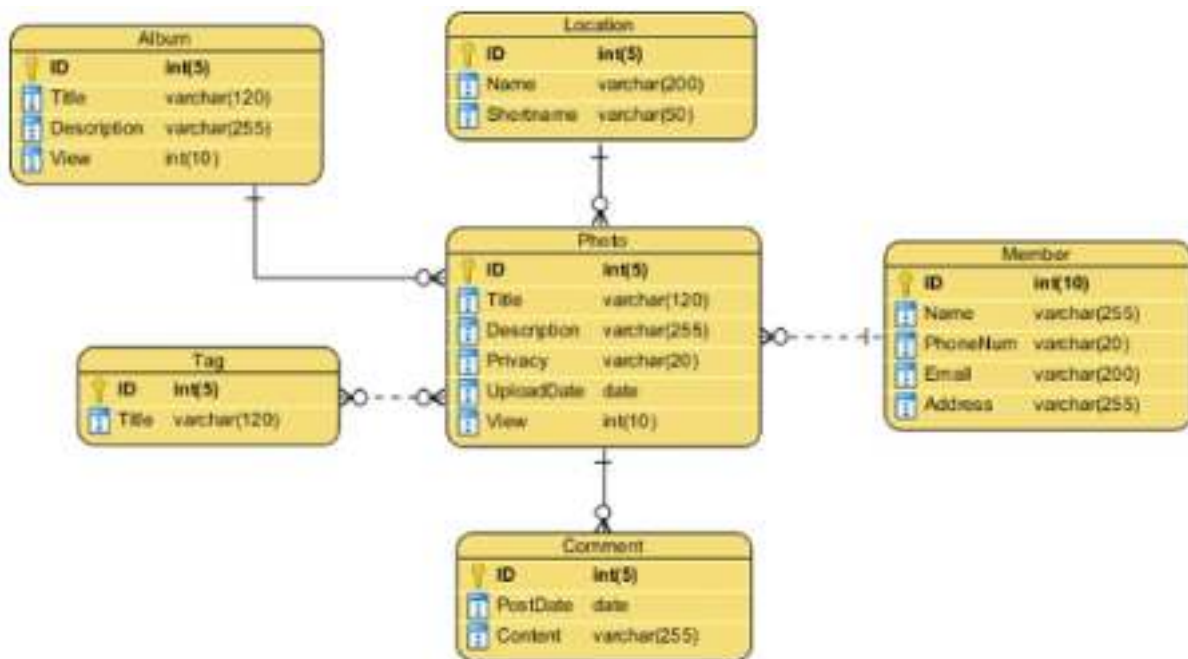 Album
ID int(5)
Title varchar(120)
Description varchar(255)
View int(10)
Location
ID int(5)
Name varchar(200)
Shortname varchar(50)
Photo
ID int(5)
Title varchar(120)
Description varchar(255)
Privacy varchar(20)
UploadDate date
View int(10)
Member
ID int(10)
Name varchar(255)
PhoneNum varchar(20)
Email varchar(200)
Address varchar(255)
Tag
ID int(5)
Title varchar(120)
Comment
ID int(5)
PostDate date
Content varchar(255)